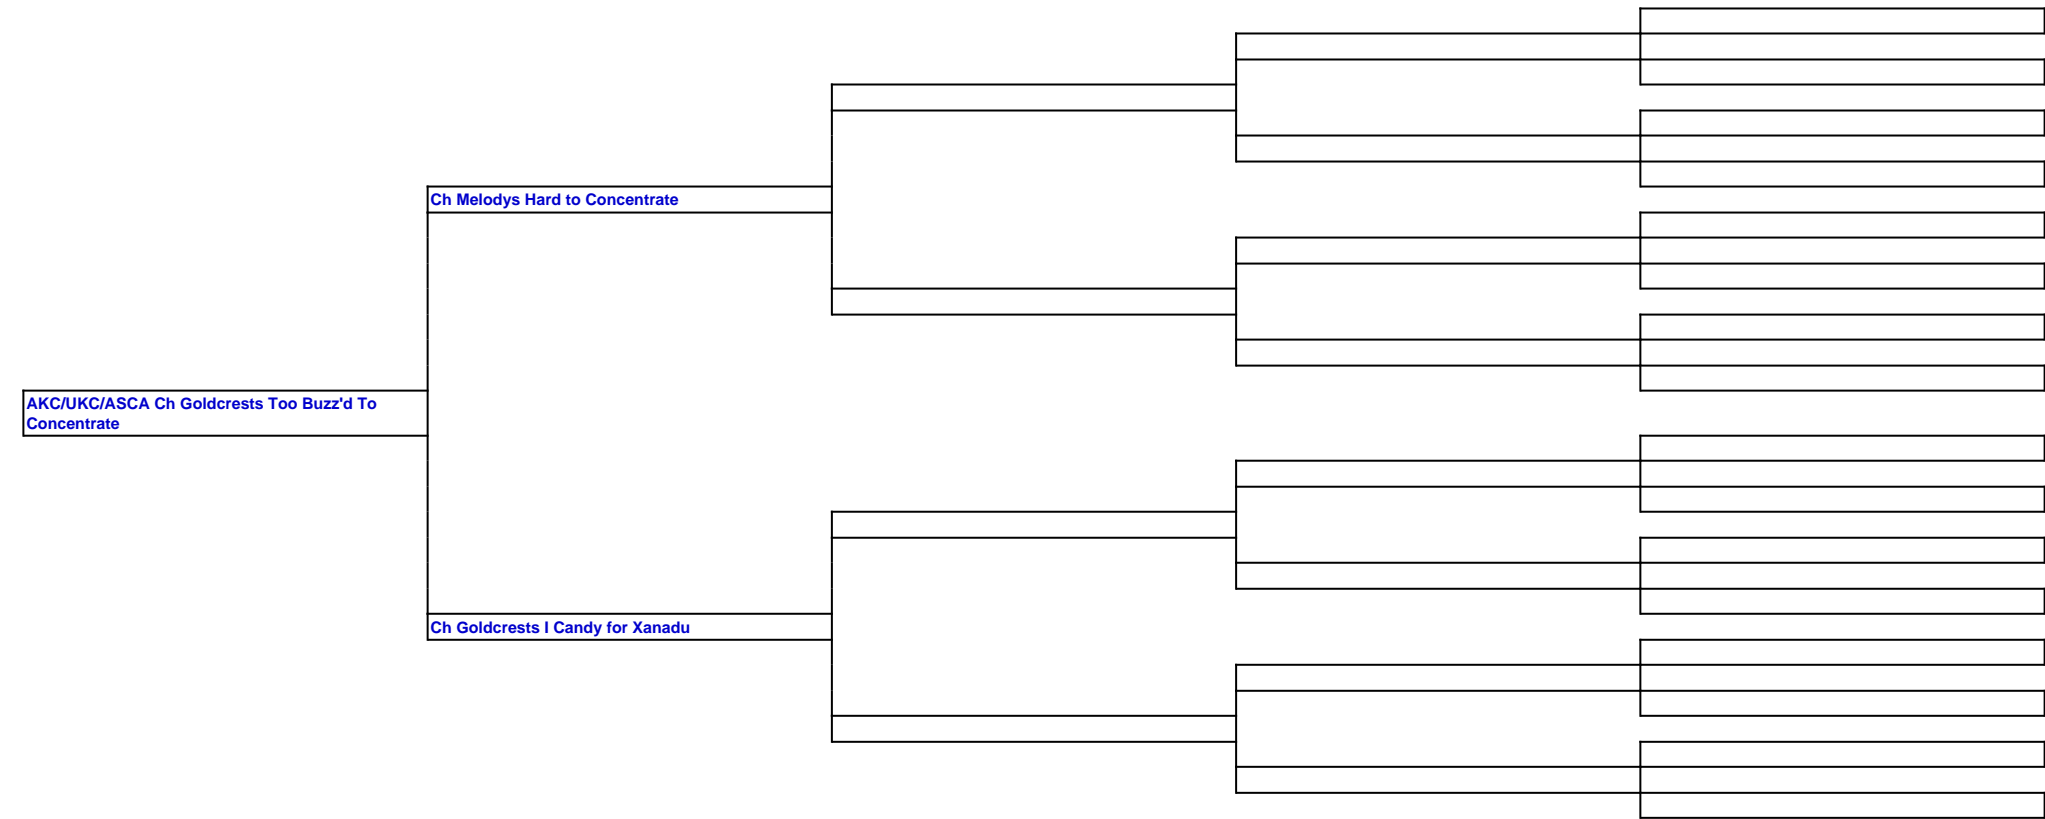 Ch Melodys Hard to Concentrate
AKC/UKC/ASCA Ch Goldcrests Too Buzz'd To
Concentrate
Ch Goldcrests I Candy for Xanadu